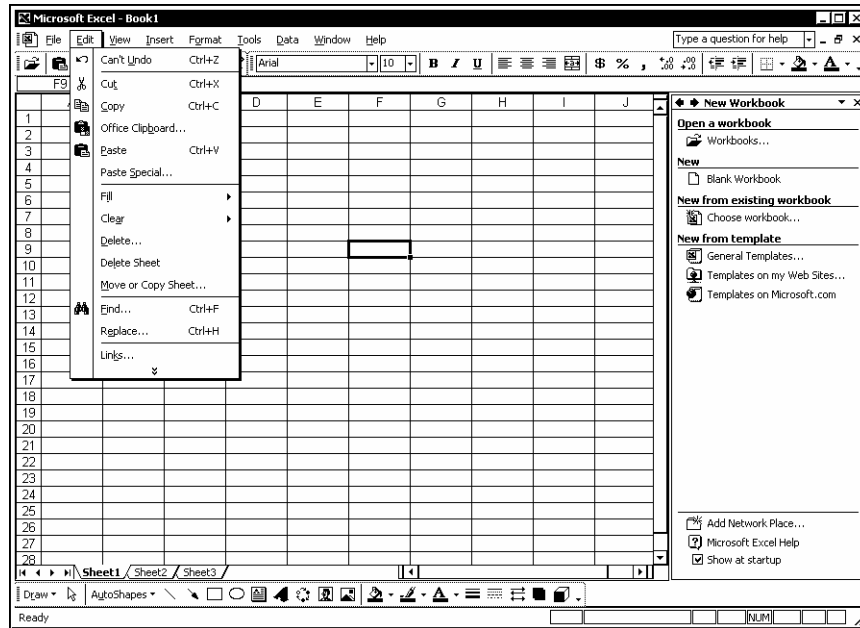 Microsoft Excel - Book1
File Edit View Insert Format Tools Data Window Help Type a question for help
Arial 10 B I U $ % ,
F9
D E F G H I J
Can't Undo Ctrl+Z
Cut Ctrl+X
Copy Ctrl+C
Office Clipboard...
Paste Ctrl+V
Paste Special...
Fill
Clear
Delete...
Delete Sheet
Move or Copy Sheet...
Find... Ctrl+F
Replace... Ctrl+H
Links...
1
2
3
4
5
6
7
8
9
10
11
12
13
14
15
16
17
18
19
20
21
22
23
24
25
26
27
28
New Workbook
Open a workbook
Workbooks...
New
Blank Workbook
New from existing workbook
Choose workbook...
New from template
General Templates...
Templates on my Web Sites...
Templates on Microsoft.com
Add Network Place...
Microsoft Excel Help
Show at startup
Sheet1 Sheet2 Sheet3
Draw AutoShapes
Ready NUM